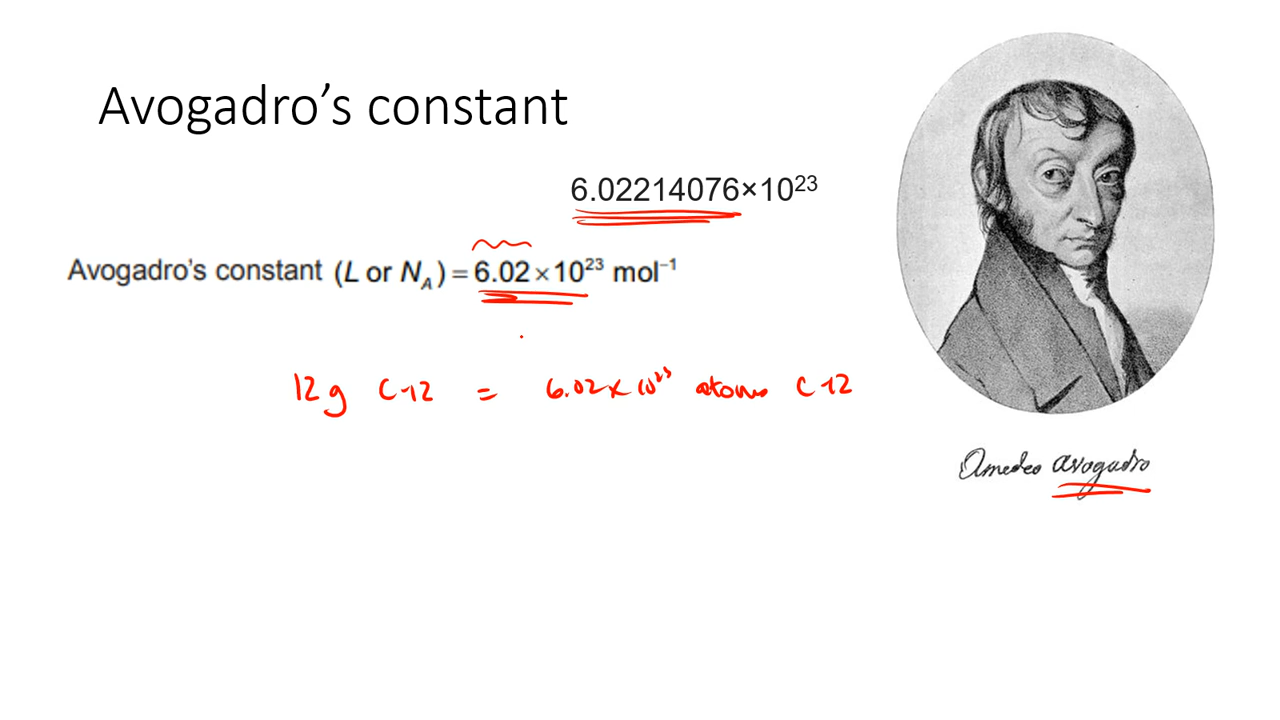 Avogadro’s constant
6.02214076×10²³
Avogadro’s constant (L or N_A) = 6.02 × 10²³ mol⁻¹
12g C-12 = 6.02 × 10²³ atoms C-12
Amedeo Avogadro